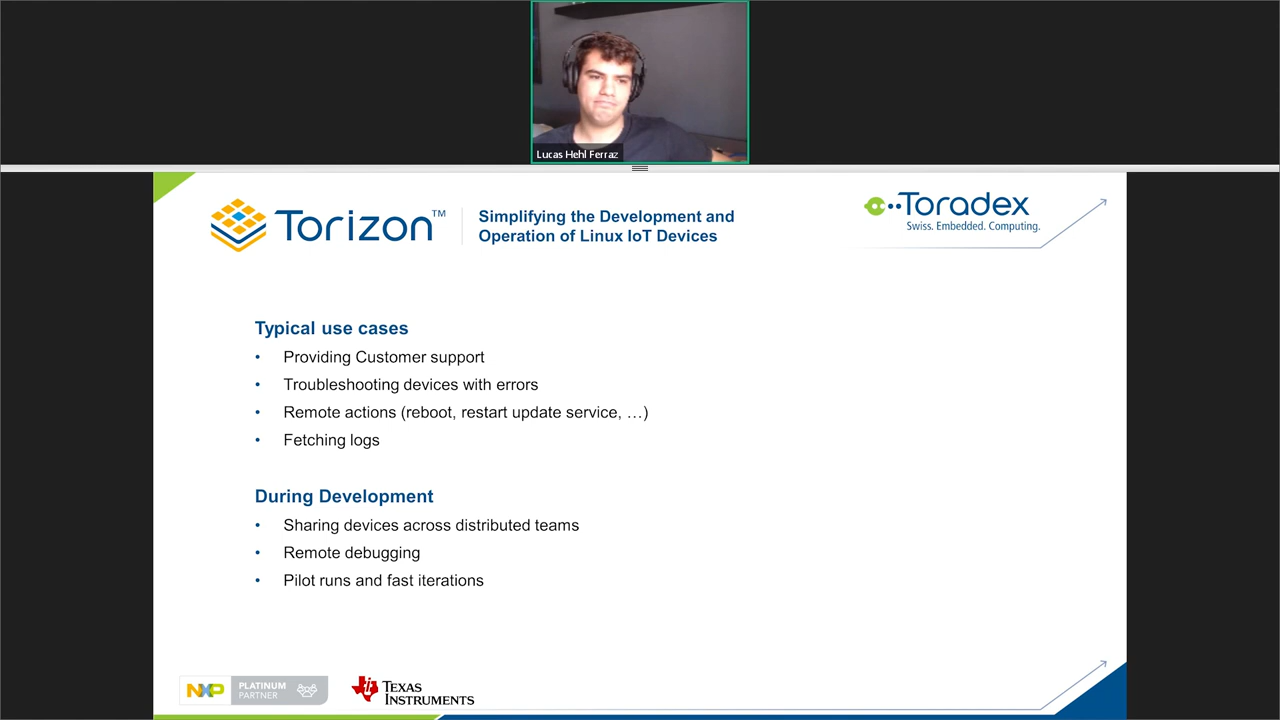 Lucas Hehl Ferraz
Torizon™
Simplifying the Development and
Operation of Linux IoT Devices
Toradex
Swiss. Embedded. Computing.
Typical use cases
• Providing Customer support
• Troubleshooting devices with errors
• Remote actions (reboot, restart update service, …)
• Fetching logs
During Development
• Sharing devices across distributed teams
• Remote debugging
• Pilot runs and fast iterations
NXP
PLATINUM
PARTNER
TEXAS
INSTRUMENTS